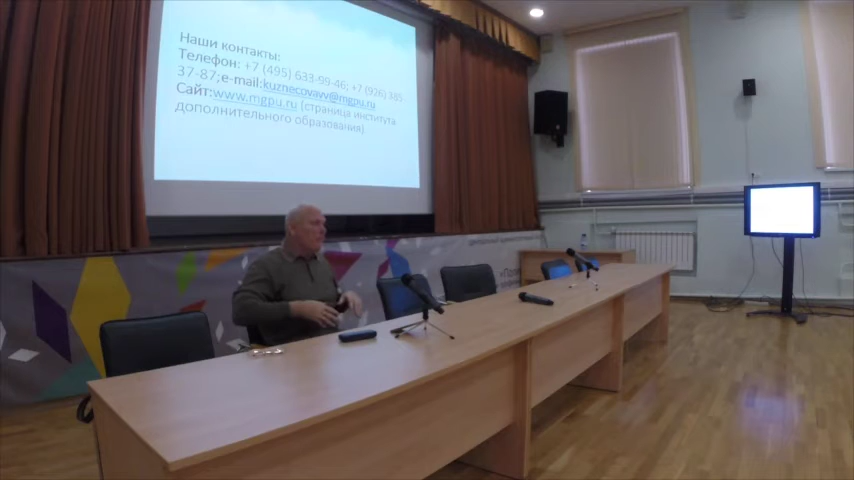 Наши контакты:
Телефон: +7 (495) 633-99-46; +7 (926) 185-
37-87;e-mail:kuznecovavv@mgpu.ru
Сайт:www.mgpu.ru (страница института
дополнительного образования)